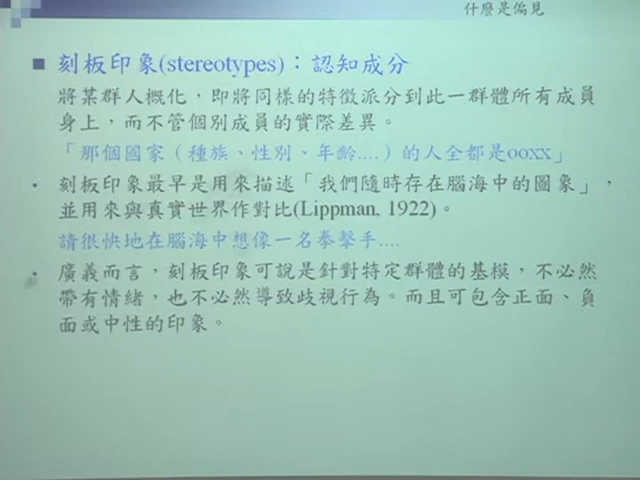 什麼是偏見
■ 刻板印象(stereotypes)：認知成分
將某群人概化，即將同樣的特徵派分到此一群體所有成員
身上，而不管個別成員的實際差異。
「那個國家（種族、性別、年齡....）的人全都是ooxx」
• 刻板印象最早是用來描述「我們隨時存在腦海中的圖象」，
並用來與真實世界作對比(Lippman, 1922)。
請很快地在腦海中想像一名拳擊手....
• 廣義而言，刻板印象可說是針對特定群體的基模，不必然
帶有情緒，也不必然導致歧視行為。而且可包含正面、負
面或中性的印象。